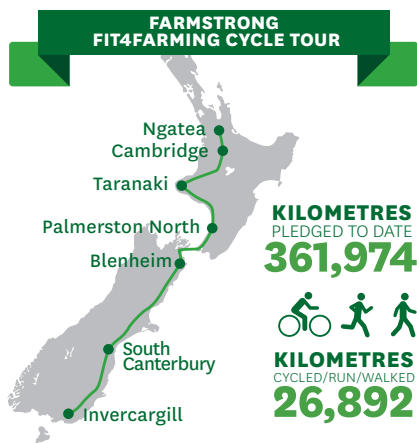 FARMSTRONG
FIT4FARMING CYCLE TOUR
Ngatea
Cambridge
Taranaki
Palmerston North
Blenheim
South
Canterbury
Invercargill
KILOMETRES
PLEDGED TO DATE
361,974
KILOMETRES
CYCLED/RUN/WALKED
26,892